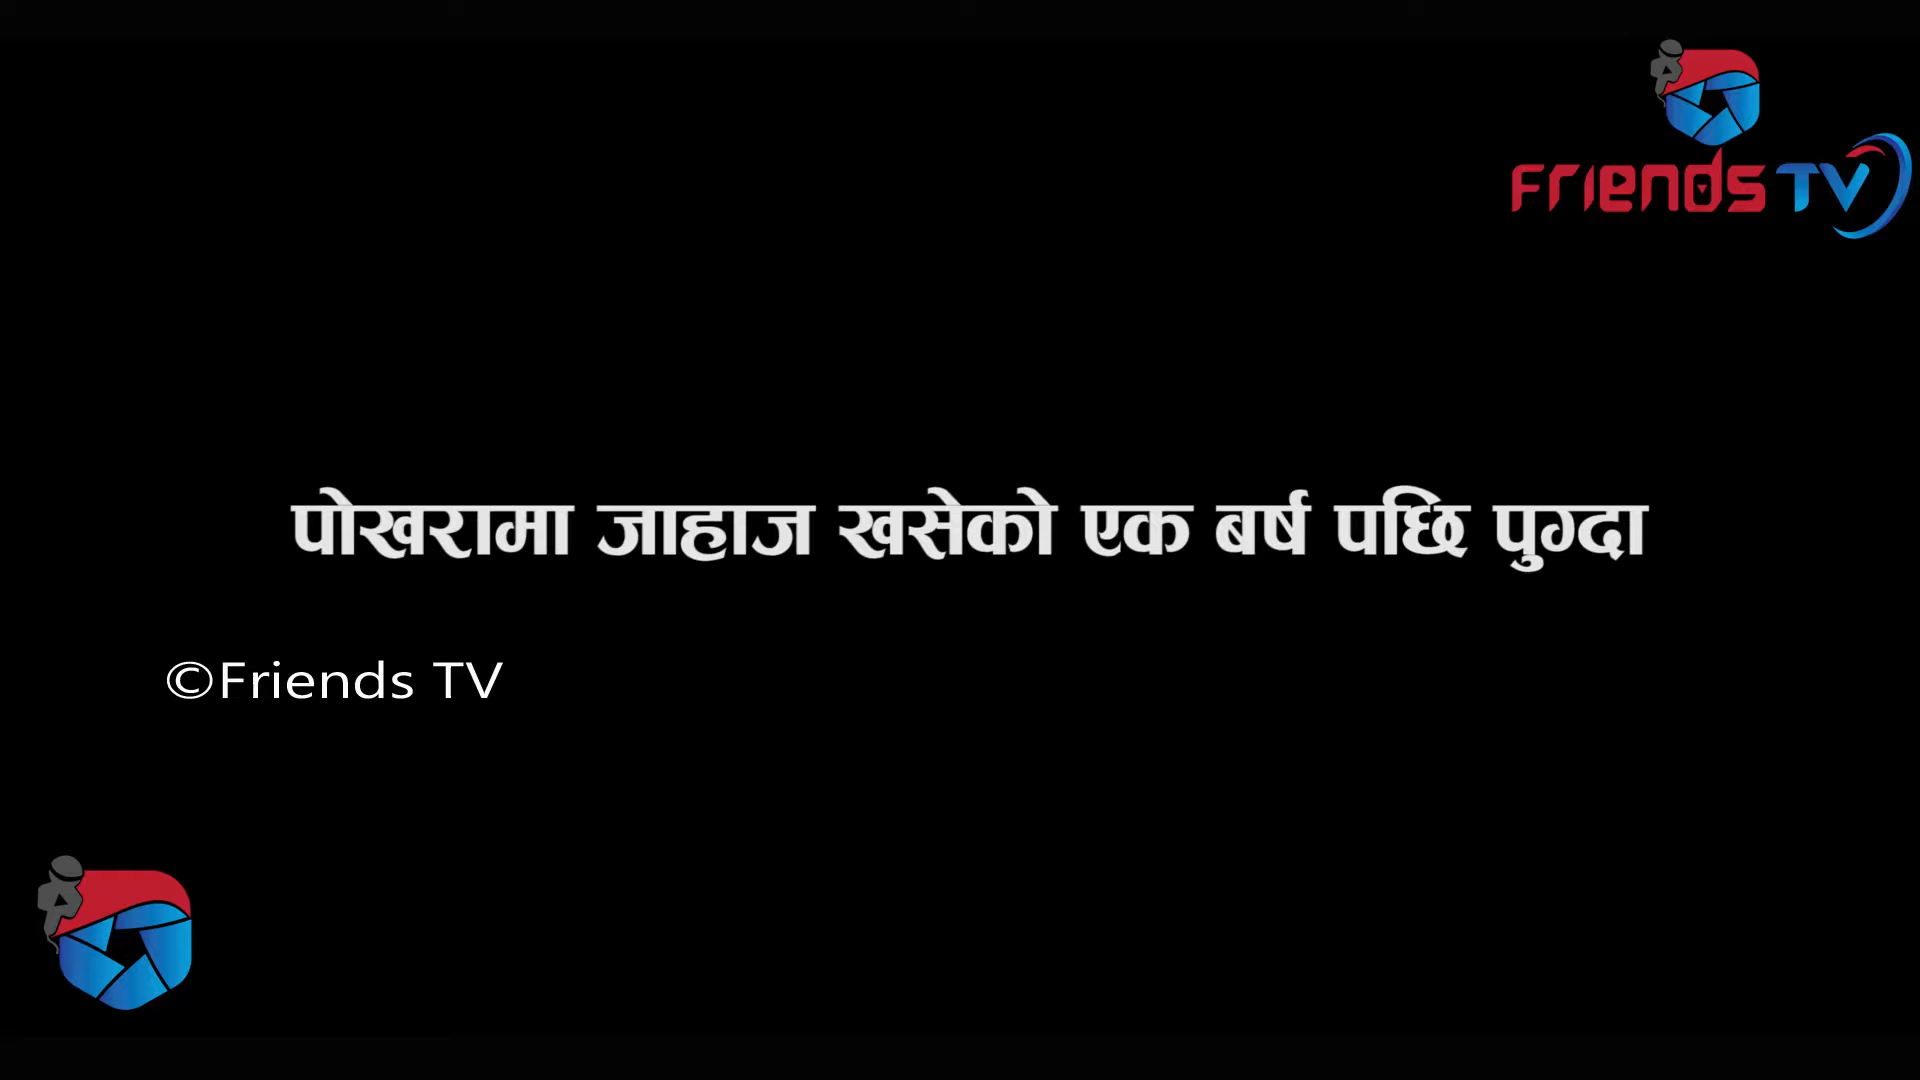 Friends TV
पोखरामा जाहाज खसेको एक बर्ष पछि पुग्दा
©Friends TV